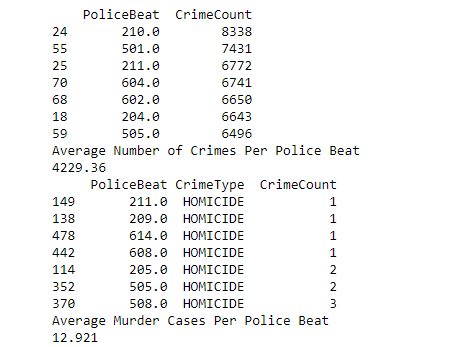 PoliceBeat CrimeCount
24 210.0 8338
55 501.0 7431
25 211.0 6772
70 604.0 6741
68 602.0 6650
18 204.0 6643
59 505.0 6496
Average Number of Crimes Per Police Beat
4229.36
PoliceBeat CrimeType CrimeCount
149 211.0 HOMICIDE 1
138 209.0 HOMICIDE 1
478 614.0 HOMICIDE 1
442 608.0 HOMICIDE 1
114 205.0 HOMICIDE 2
352 505.0 HOMICIDE 2
370 508.0 HOMICIDE 3
Average Murder Cases Per Police Beat
12.921